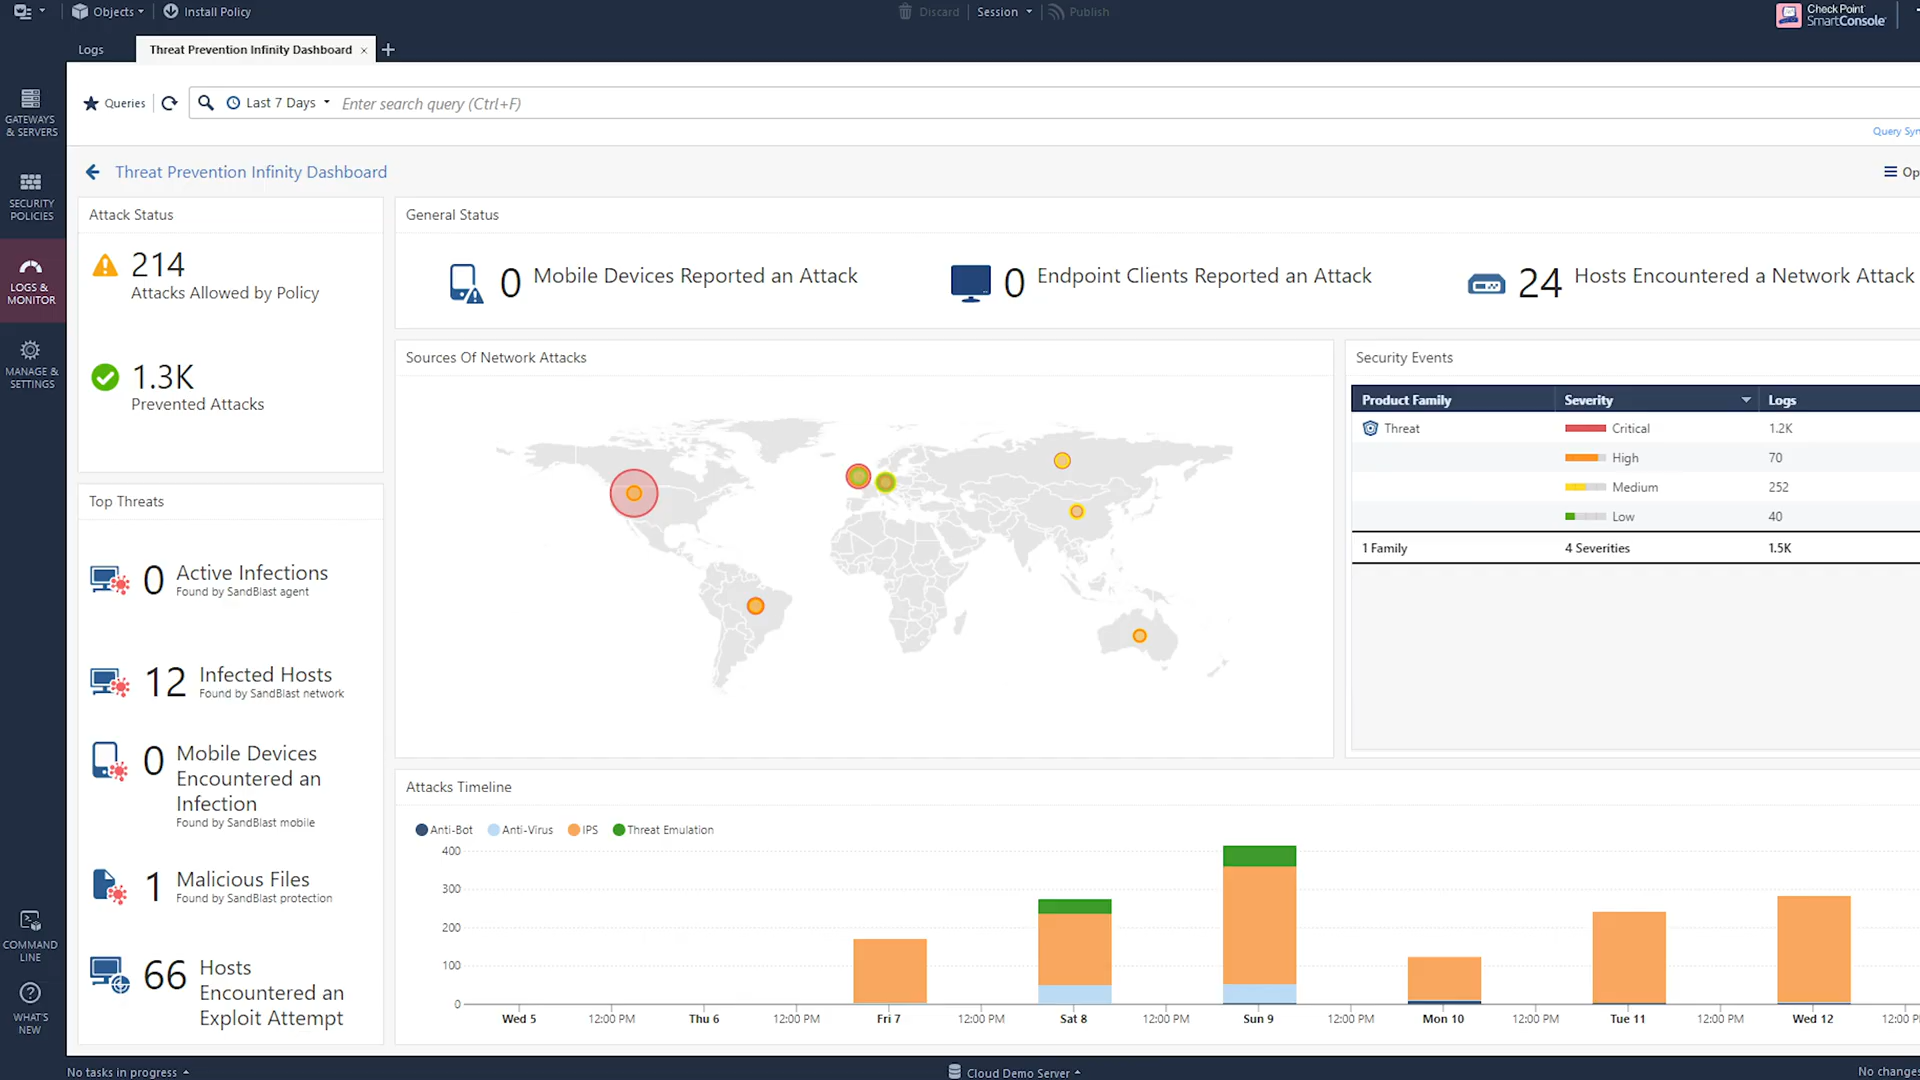 Objects
Install Policy
Discard
Session
Publish
Check Point
SmartConsole
Logs
Threat Prevention Infinity Dashboard
Queries
Last 7 Days
Enter search query (Ctrl+F)
Query Syn
GATEWAYS
& SERVERS
SECURITY
POLICIES
LOGS &
MONITOR
MANAGE &
SETTINGS
COMMAND
LINE
WHAT'S
NEW
Threat Prevention Infinity Dashboard
Op
Attack Status
214
Attacks Allowed by Policy
1.3K
Prevented Attacks
General Status
0 Mobile Devices Reported an Attack
0 Endpoint Clients Reported an Attack
24 Hosts Encountered a Network Attack
Top Threats
0 Active Infections
Found by SandBlast agent
12 Infected Hosts
Found by SandBlast network
0 Mobile Devices
Encountered an
Infection
Found by SandBlast mobile
1 Malicious Files
Found by SandBlast protection
66 Hosts
Encountered an
Exploit Attempt
Sources Of Network Attacks
Security Events
Product Family Severity Logs
Threat Critical 1.2K
High 70
Medium 252
Low 40
1 Family 4 Severities 1.5K
Attacks Timeline
Anti-Bot Anti-Virus IPS Threat Emulation
400
300
200
100
0
Wed 5 12:00 PM Thu 6 12:00 PM Fri 7 12:00 PM Sat 8 12:00 PM Sun 9 12:00 PM Mon 10 12:00 PM Tue 11 12:00 PM Wed 12 12:00 P
No tasks in progress
Cloud Demo Server
No changes